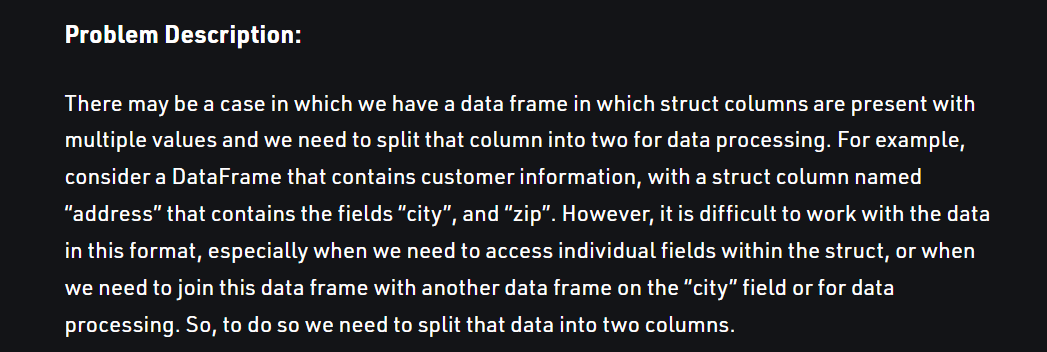 Problem Description:
There may be a case in which we have a data frame in which struct columns are present with
multiple values and we need to split that column into two for data processing. For example,
consider a DataFrame that contains customer information, with a struct column named
“address” that contains the fields “city”, and “zip”. However, it is difficult to work with the data
in this format, especially when we need to access individual fields within the struct, or when
we need to join this data frame with another data frame on the “city” field or for data
processing. So, to do so we need to split that data into two columns.